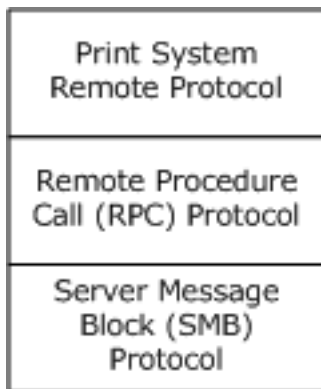 Print System
Remote Protocol
Remote Procedure
Call (RPC) Protocol
Server Message
Block (SMB)
Protocol